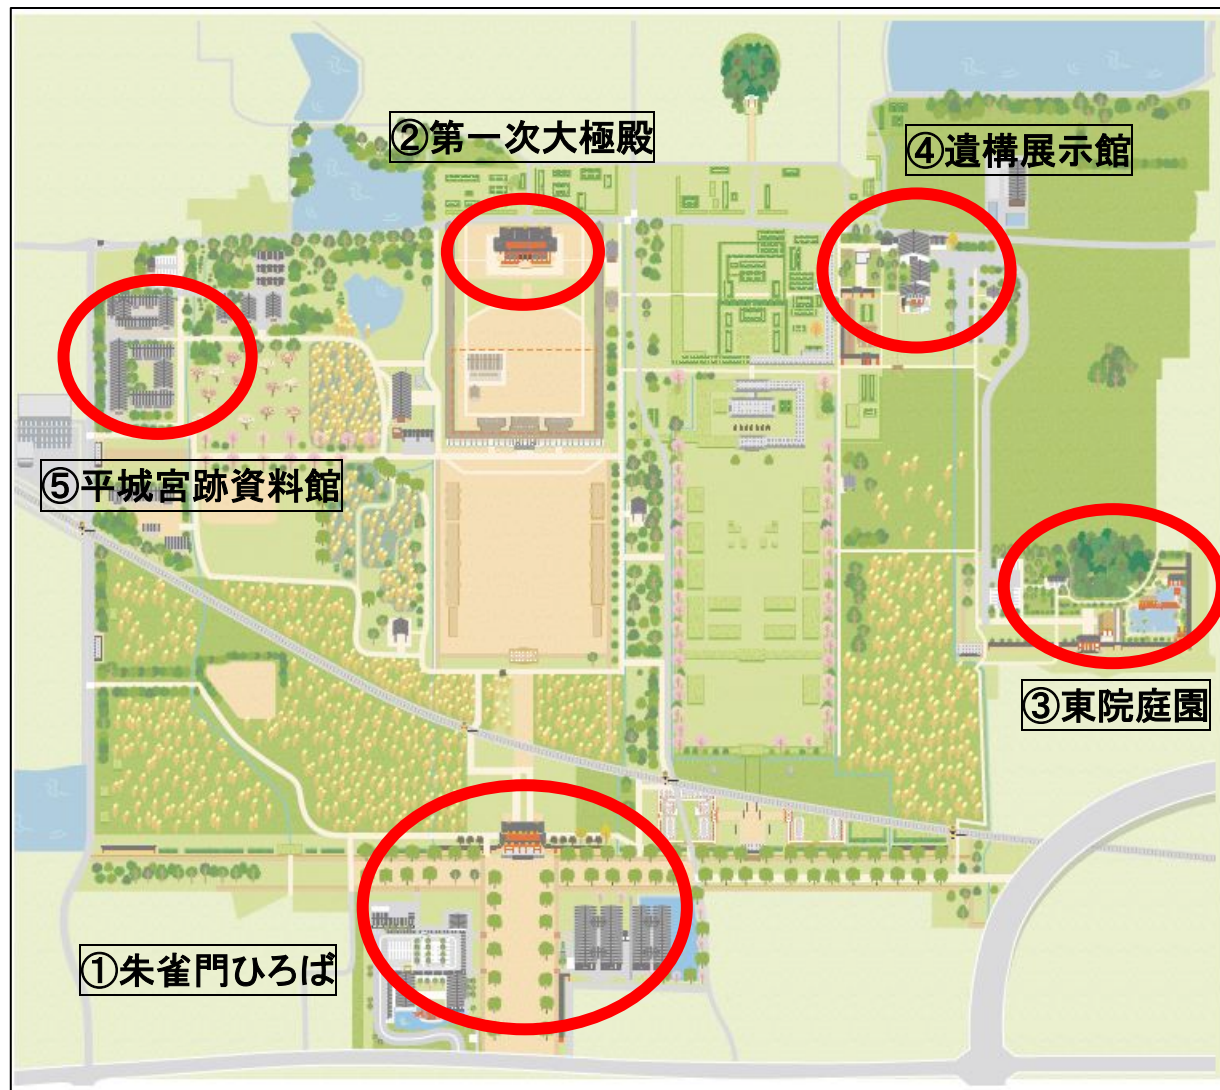 ②第一次大極殿
④遺構展示館
⑤平城宮跡資料館
③東院庭園
①朱雀門ひろば